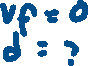 vf = 0
d = ?